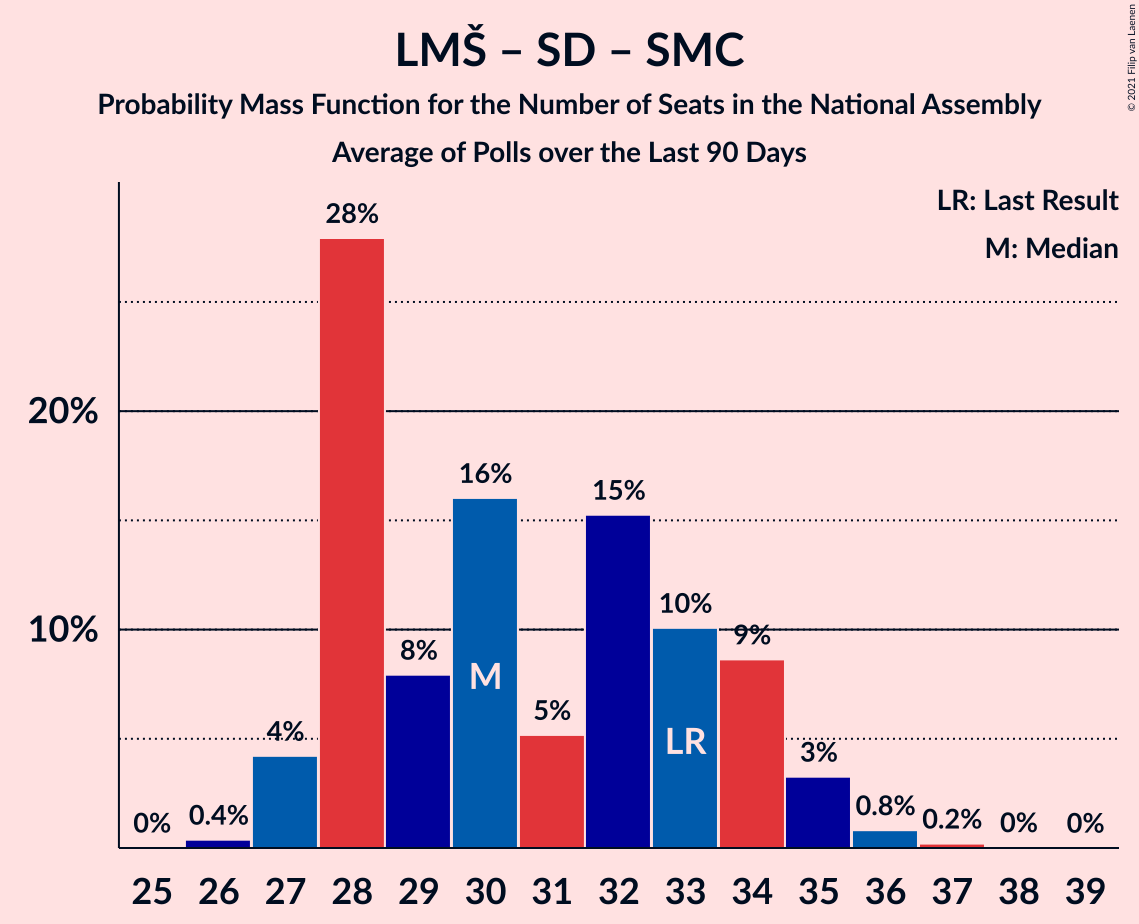 LMŠ – SD – SMC
Probability Mass Function for the Number of Seats in the National Assembly
Average of Polls over the Last 90 Days
© 2021 Filip van Laenen
LR: Last Result
M: Median
28%
20%
16%
15%
10%
10%
9%
8%
M
5%
LR
4%
3%
0%
0.4%
0.8%
0.2%
0%
0%
25 26 27 28 29 30 31 32 33 34 35 36 37 38 39